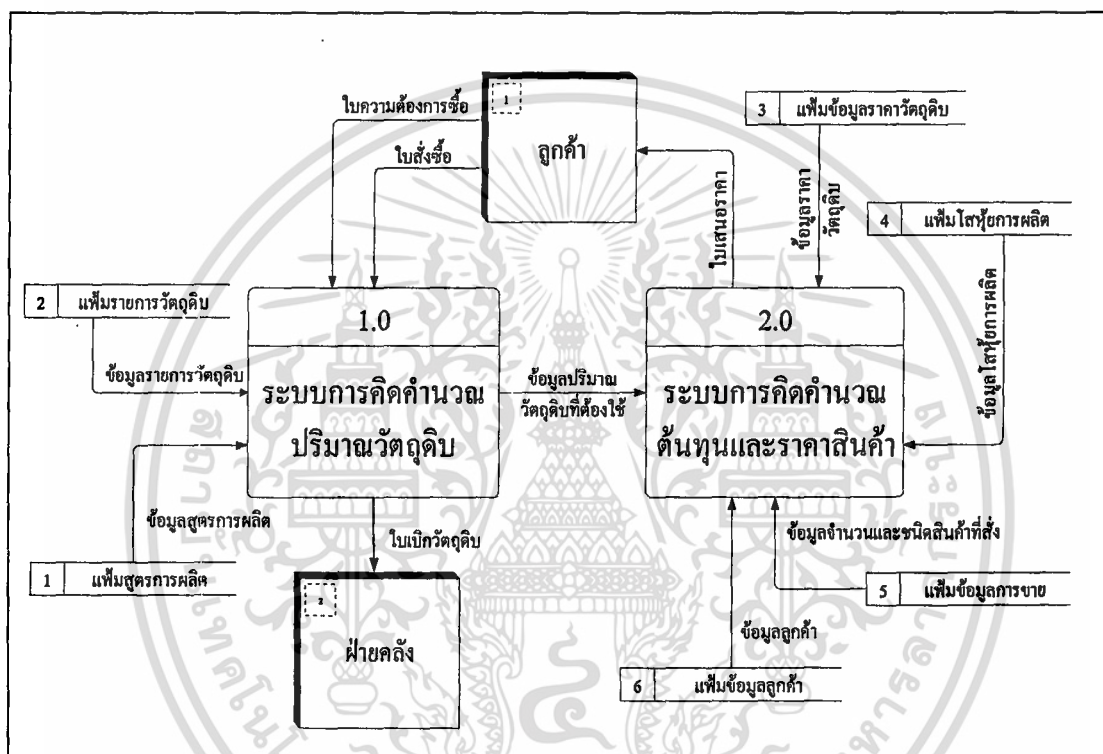 1
ลูกค้า
ใบความต้องการซื้อ
ใบสั่งซื้อ
3 แฟ้มข้อมูลราคาวัตถุดิบ
ใบเสนอราคา
ข้อมูลราคา
วัตถุดิบ
4 แฟ้มโสหุ้ยการผลิต
ข้อมูลโสหุ้ยการผลิต
2 แฟ้มรายการวัตถุดิบ
ข้อมูลรายการวัตถุดิบ
1.0
ระบบการคิดคำนวณ
ปริมาณวัตถุดิบ
ข้อมูลปริมาณ
วัตถุดิบที่ต้องใช้
2.0
ระบบการคิดคำนวณ
ต้นทุนและราคาสินค้า
ข้อมูลสูตรการผลิต
1 แฟ้มสูตรการผลิต
ใบเบิกวัตถุดิบ
2
ฝ่ายคลัง
ข้อมูลจำนวนและชนิดสินค้าที่สั่ง
5 แฟ้มข้อมูลการขาย
ข้อมูลลูกค้า
6 แฟ้มข้อมูลลูกค้า